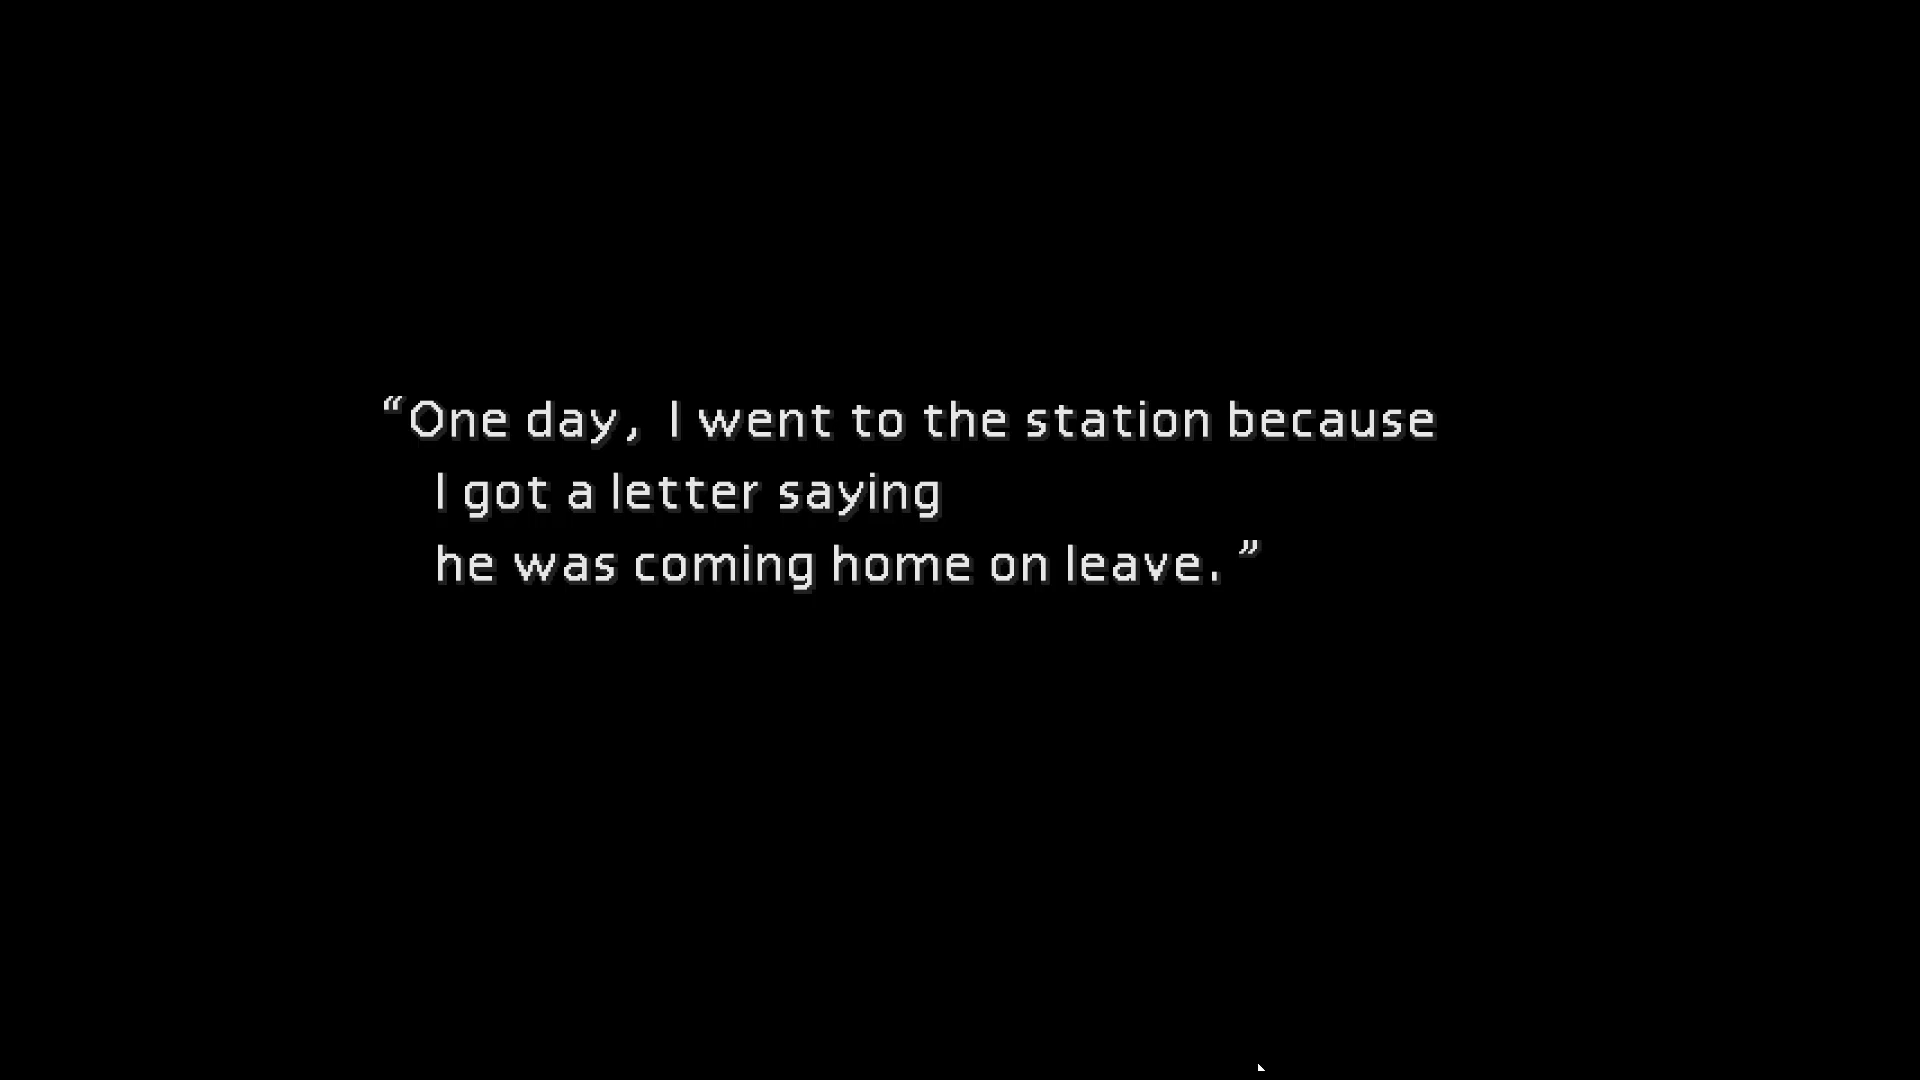 “One day, I went to the station because
I got a letter saying
he was coming home on leave.”